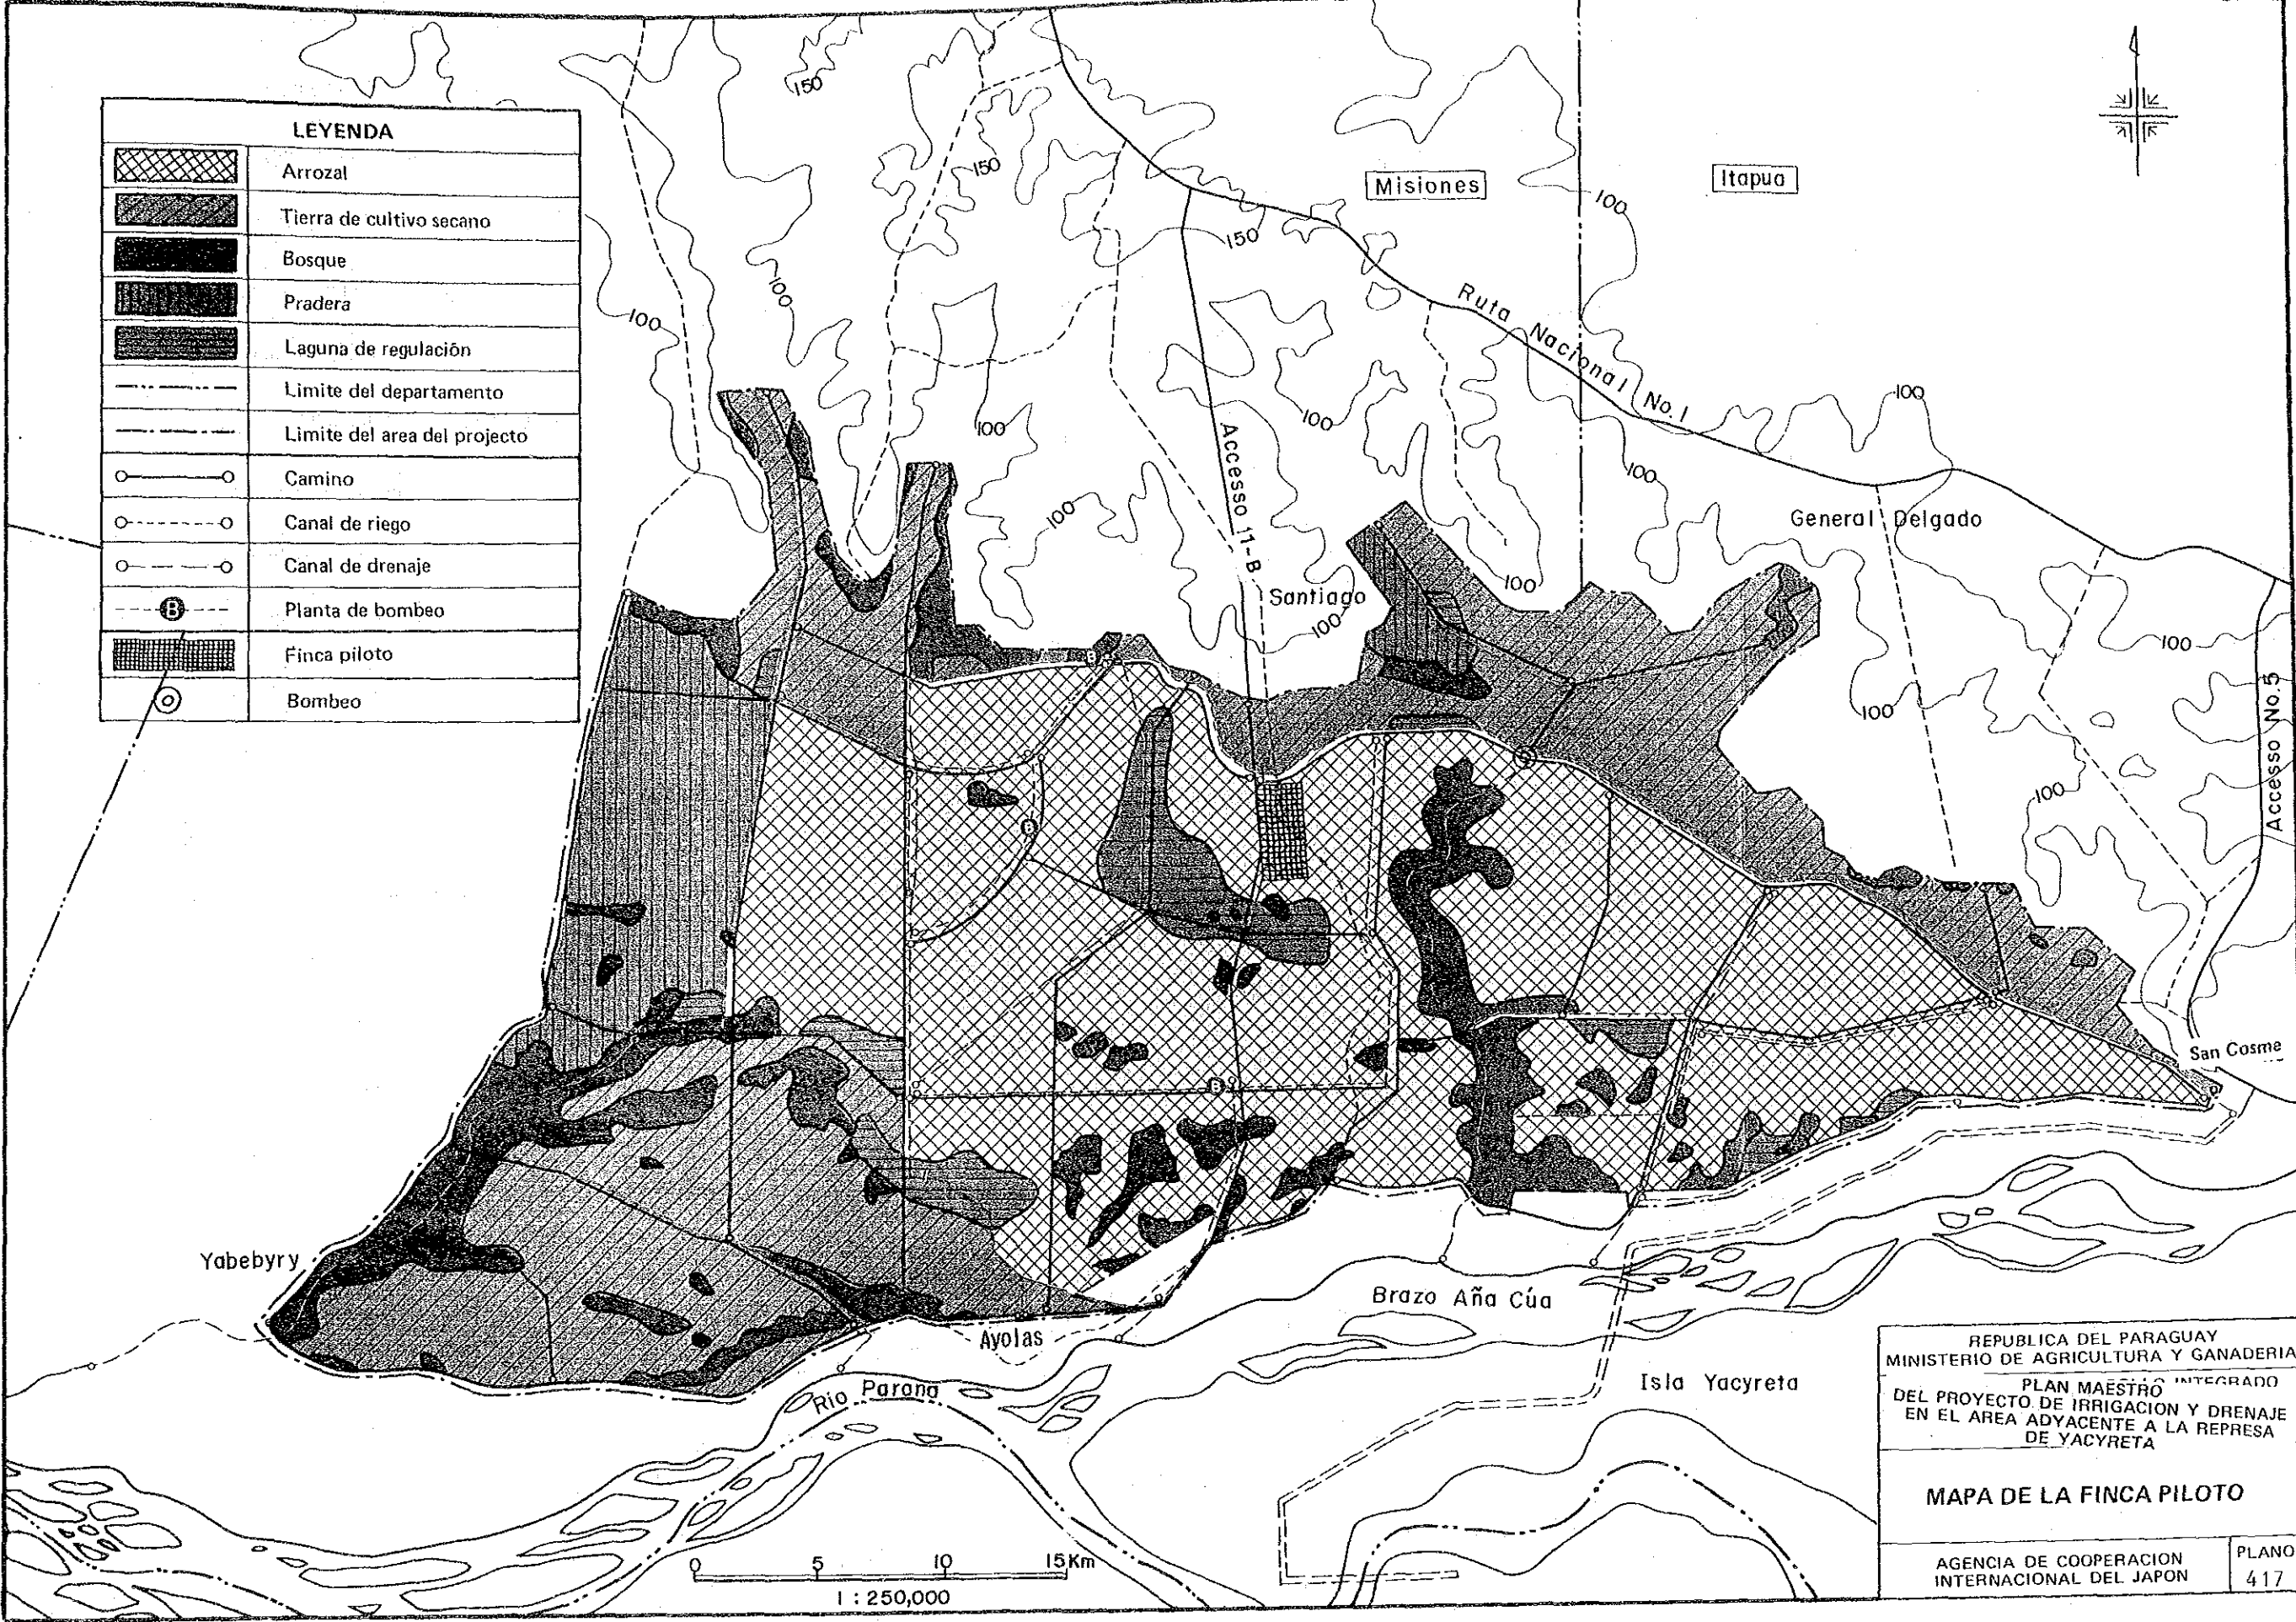 LEYENDA
Arrozal
Tierra de cultivo secano
Bosque
Pradera
Laguna de regulación
Limite del departamento
Limite del area del projecto
Camino
Canal de riego
Canal de drenaje
B
Planta de bombeo
Finca piloto
Bombeo
150
150
150
100
100
100
100
100
100
100
100
100
100
100
100
100
100
Misiones
Itapua
Ruta Nacional No.1
Accesso 11-B
Santiago
General Delgado
Accesso No.5
San Cosme
B
B
B
Yabebyry
Ayolas
Rio Parana
Brazo Aña Cúa
Isla Yacyreta
0 5 10 15Km
1 : 250,000
REPUBLICA DEL PARAGUAY
MINISTERIO DE AGRICULTURA Y GANADERIA
PLAN MAESTRO INTEGRADO
DEL PROYECTO DE IRRIGACION Y DRENAJE
EN EL AREA ADYACENTE A LA REPRESA
DE YACYRETA
MAPA DE LA FINCA PILOTO
AGENCIA DE COOPERACION
INTERNACIONAL DEL JAPON
PLANO
417